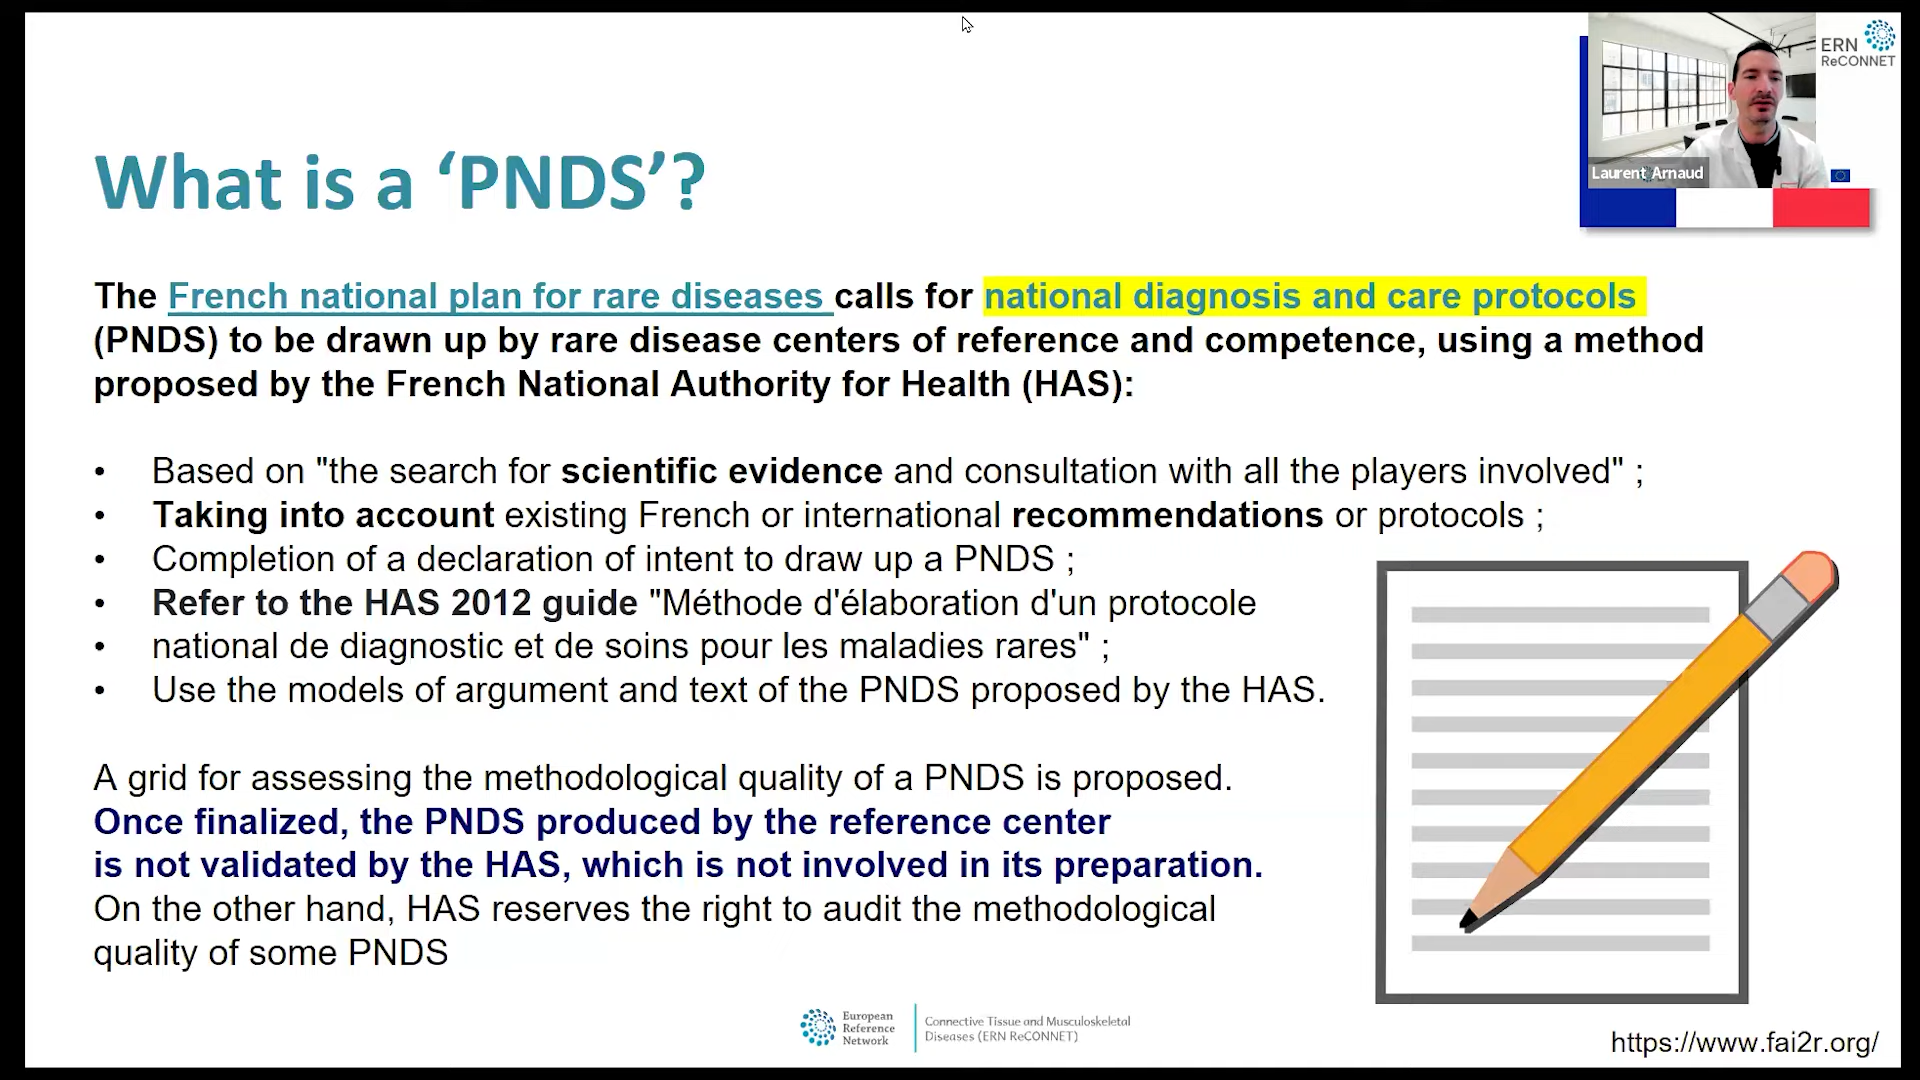 ERN
ReCONNET
Laurent Arnaud
What is a ‘PNDS’?
The French national plan for rare diseases calls for national diagnosis and care protocols
(PNDS) to be drawn up by rare disease centers of reference and competence, using a method
proposed by the French National Authority for Health (HAS):
• Based on "the search for scientific evidence and consultation with all the players involved" ;
• Taking into account existing French or international recommendations or protocols ;
• Completion of a declaration of intent to draw up a PNDS ;
• Refer to the HAS 2012 guide "Méthode d'élaboration d'un protocole
• national de diagnostic et de soins pour les maladies rares" ;
• Use the models of argument and text of the PNDS proposed by the HAS.
A grid for assessing the methodological quality of a PNDS is proposed.
Once finalized, the PNDS produced by the reference center
is not validated by the HAS, which is not involved in its preparation.
On the other hand, HAS reserves the right to audit the methodological
quality of some PNDS
European
Reference
Network
Connective Tissue and Musculoskeletal
Diseases (ERN ReCONNET)
https://www.fai2r.org/